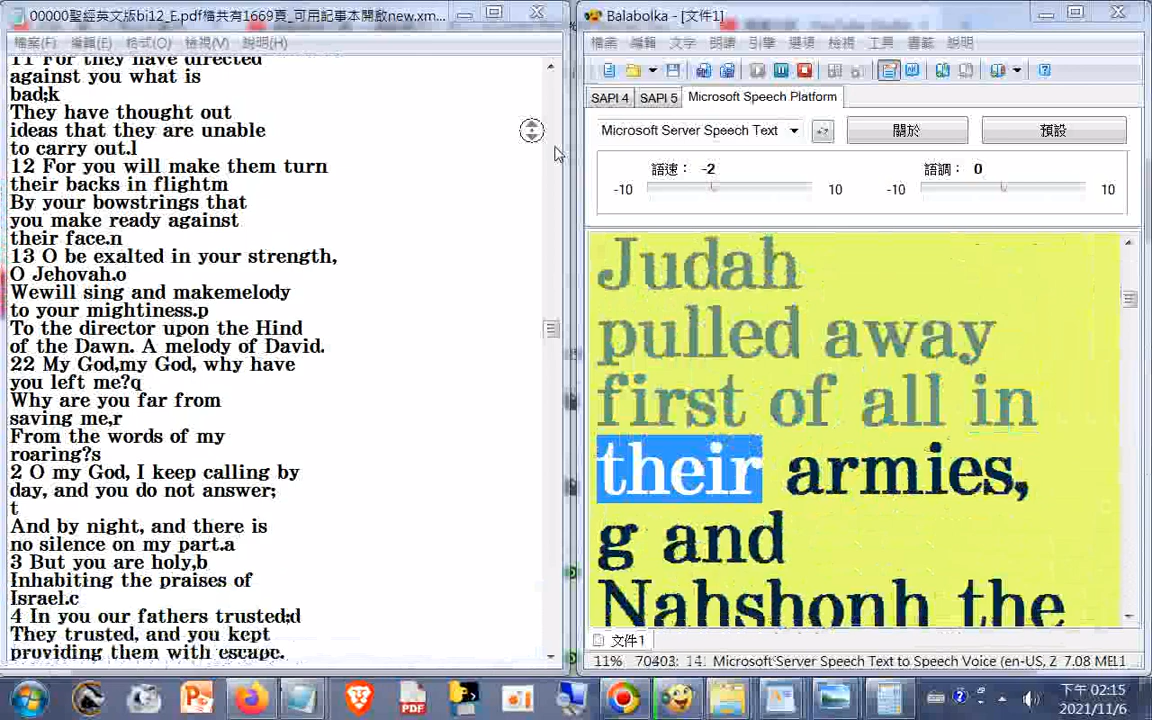 00000聖經英文版bi12_E.pdf檔共有1669頁_可用記事本開啟new.xm...
檔案(F) 編輯(E) 格式(O) 檢視(V) 說明(H)
11 For they have directed
against you what is
bad;k
They have thought out
ideas that they are unable
to carry out.l
12 For you will make them turn
their backs in flightm
By your bowstrings that
you make ready against
their face.n
13 O be exalted in your strength,
O Jehovah.o
Wewill sing and makemelody
to your mightiness.p
To the director upon the Hind
of the Dawn. A melody of David.
22 My God,my God, why have
you left me?q
Why are you far from
saving me,r
From the words of my
roaring?s
2 O my God, I keep calling by
day, and you do not answer;
t
And by night, and there is
no silence on my part.a
3 But you are holy,b
Inhabiting the praises of
Israel.c
4 In you our fathers trusted;d
They trusted, and you kept
providing them with escape.
Balabolka - [文件1]
檔案 編輯 文字 朗讀 引擎 選項 檢視 工具 書籤 說明
SAPI 4 SAPI 5 Microsoft Speech Platform
Microsoft Server Speech Text
關於 預設
語速： -2 語調： 0
-10 10 -10 10
Judah
pulled away
first of all in
their armies,
g and
Nahshonh the
文件1
11% 70403: 14 Microsoft Server Speech Text to Speech Voice (en-US, Z 7.08 ME
PDF
下午 02:15
2021/11/6